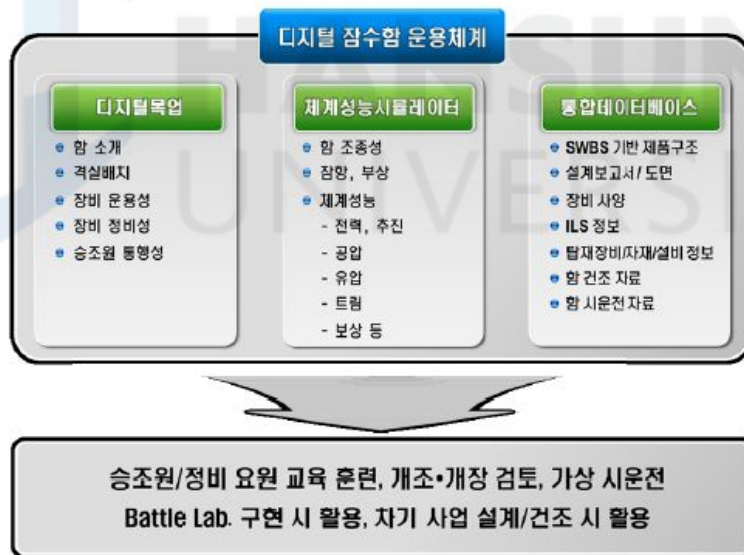 디지털 잠수함 운용체계
디지털목업
함 소개
격실배치
장비 운용성
장비 정비성
승조원 통행성
체계성능시뮬레이터
함 조종성
잠항, 부상
체계성능
- 전력, 추진
- 공압
- 유압
- 트림
- 보상 등
통합데이터베이스
SWBS 기반 제품구조
설계보고서/ 도면
장비 사양
ILS 정보
탑재장비/자재/설비 정보
함 건조 자료
함 시운전 자료
승조원/정비 요원 교육 훈련, 개조•개장 검토, 가상 시운전
Battle Lab. 구현 시 활용, 차기 사업 설계/건조 시 활용
HANSUN
UNIVERSI